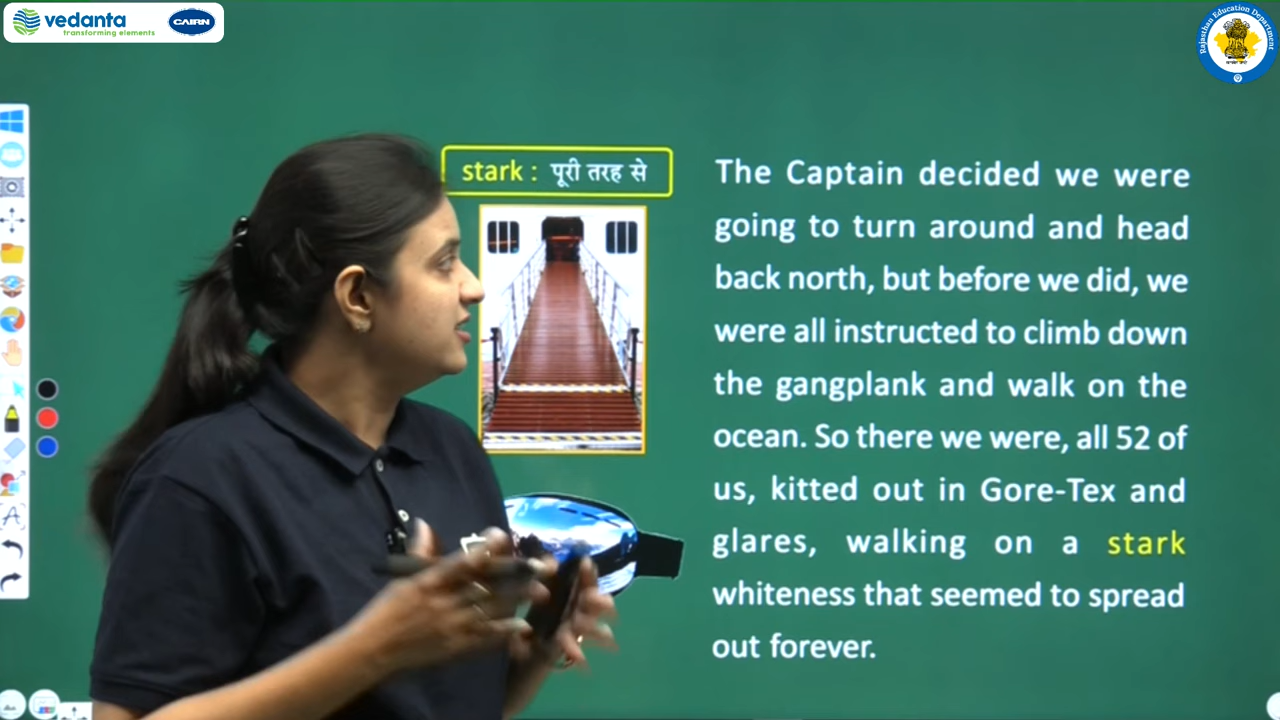 vedanta
transforming elements
CAIRN
Rajasthan Education Department
stark : पूरी तरह से
The Captain decided we were
going to turn around and head
back north, but before we did, we
were all instructed to climb down
the gangplank and walk on the
ocean. So there we were, all 52 of
us, kitted out in Gore-Tex and
glares, walking on a stark
whiteness that seemed to spread
out forever.